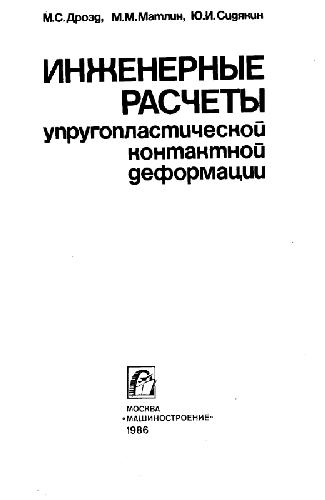 М.С. Дрозд, М.М. Матлин, Ю.И. Сидякин
ИНЖЕНЕРНЫЕ
РАСЧЕТЫ
упругопластической
контактной
деформации
МОСКВА
«МАШИНОСТРОЕНИЕ»
1986